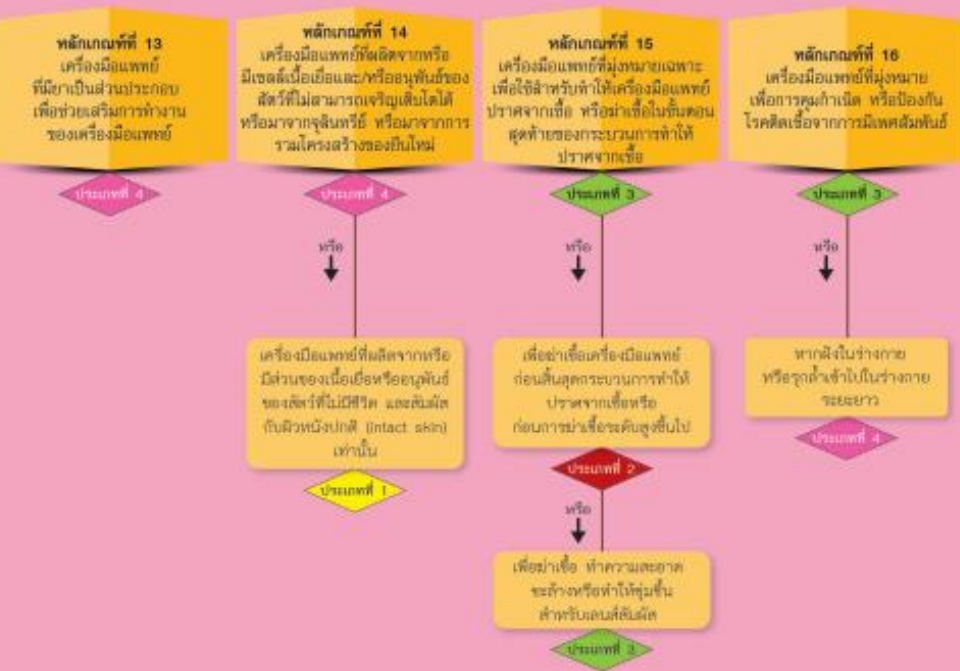 หลักเกณฑ์ที่ 13
เครื่องมือแพทย์
ที่มียาเป็นส่วนประกอบ
เพื่อช่วยเสริมการทำงาน
ของเครื่องมือแพทย์
ประเภทที่ 4
หลักเกณฑ์ที่ 14
เครื่องมือแพทย์ที่ผลิตจากหรือ
มีเซลล์เนื้อเยื่อและ/หรืออนุพันธ์ของ
สัตว์ที่ไม่สามารถเจริญเติบโตได้
หรือมาจากจุลินทรีย์ หรือมาจากการ
รวมโครงสร้างของยีนใหม่
ประเภทที่ 4
หรือ
เครื่องมือแพทย์ที่ผลิตจากหรือ
มีส่วนของเนื้อเยื่อหรืออนุพันธ์
ของสัตว์ที่ไม่มีชีวิต และสัมผัส
กับผิวหนังปกติ (intact skin)
เท่านั้น
ประเภทที่ 1
หลักเกณฑ์ที่ 15
เครื่องมือแพทย์ที่มุ่งหมายเฉพาะ
เพื่อใช้สำหรับทำให้เครื่องมือแพทย์
ปราศจากเชื้อ หรือฆ่าเชื้อในขั้นตอน
สุดท้ายของกระบวนการทำให้
ปราศจากเชื้อ
ประเภทที่ 3
หรือ
เพื่อฆ่าเชื้อเครื่องมือแพทย์
ก่อนสิ้นสุดกระบวนการทำให้
ปราศจากเชื้อหรือ
ก่อนการฆ่าเชื้อระดับสูงขึ้นไป
ประเภทที่ 2
หรือ
เพื่อฆ่าเชื้อ ทำความสะอาด
ชะล้างหรือทำให้ชุ่มชื้น
สำหรับเลนส์สัมผัส
ประเภทที่ 3
หลักเกณฑ์ที่ 16
เครื่องมือแพทย์ที่มุ่งหมาย
เพื่อการคุมกำเนิด หรือป้องกัน
โรคติดเชื้อจากการมีเพศสัมพันธ์
ประเภทที่ 3
หรือ
หากฝังในร่างกาย
หรือรุกล้ำเข้าไปในร่างกาย
ระยะยาว
ประเภทที่ 4